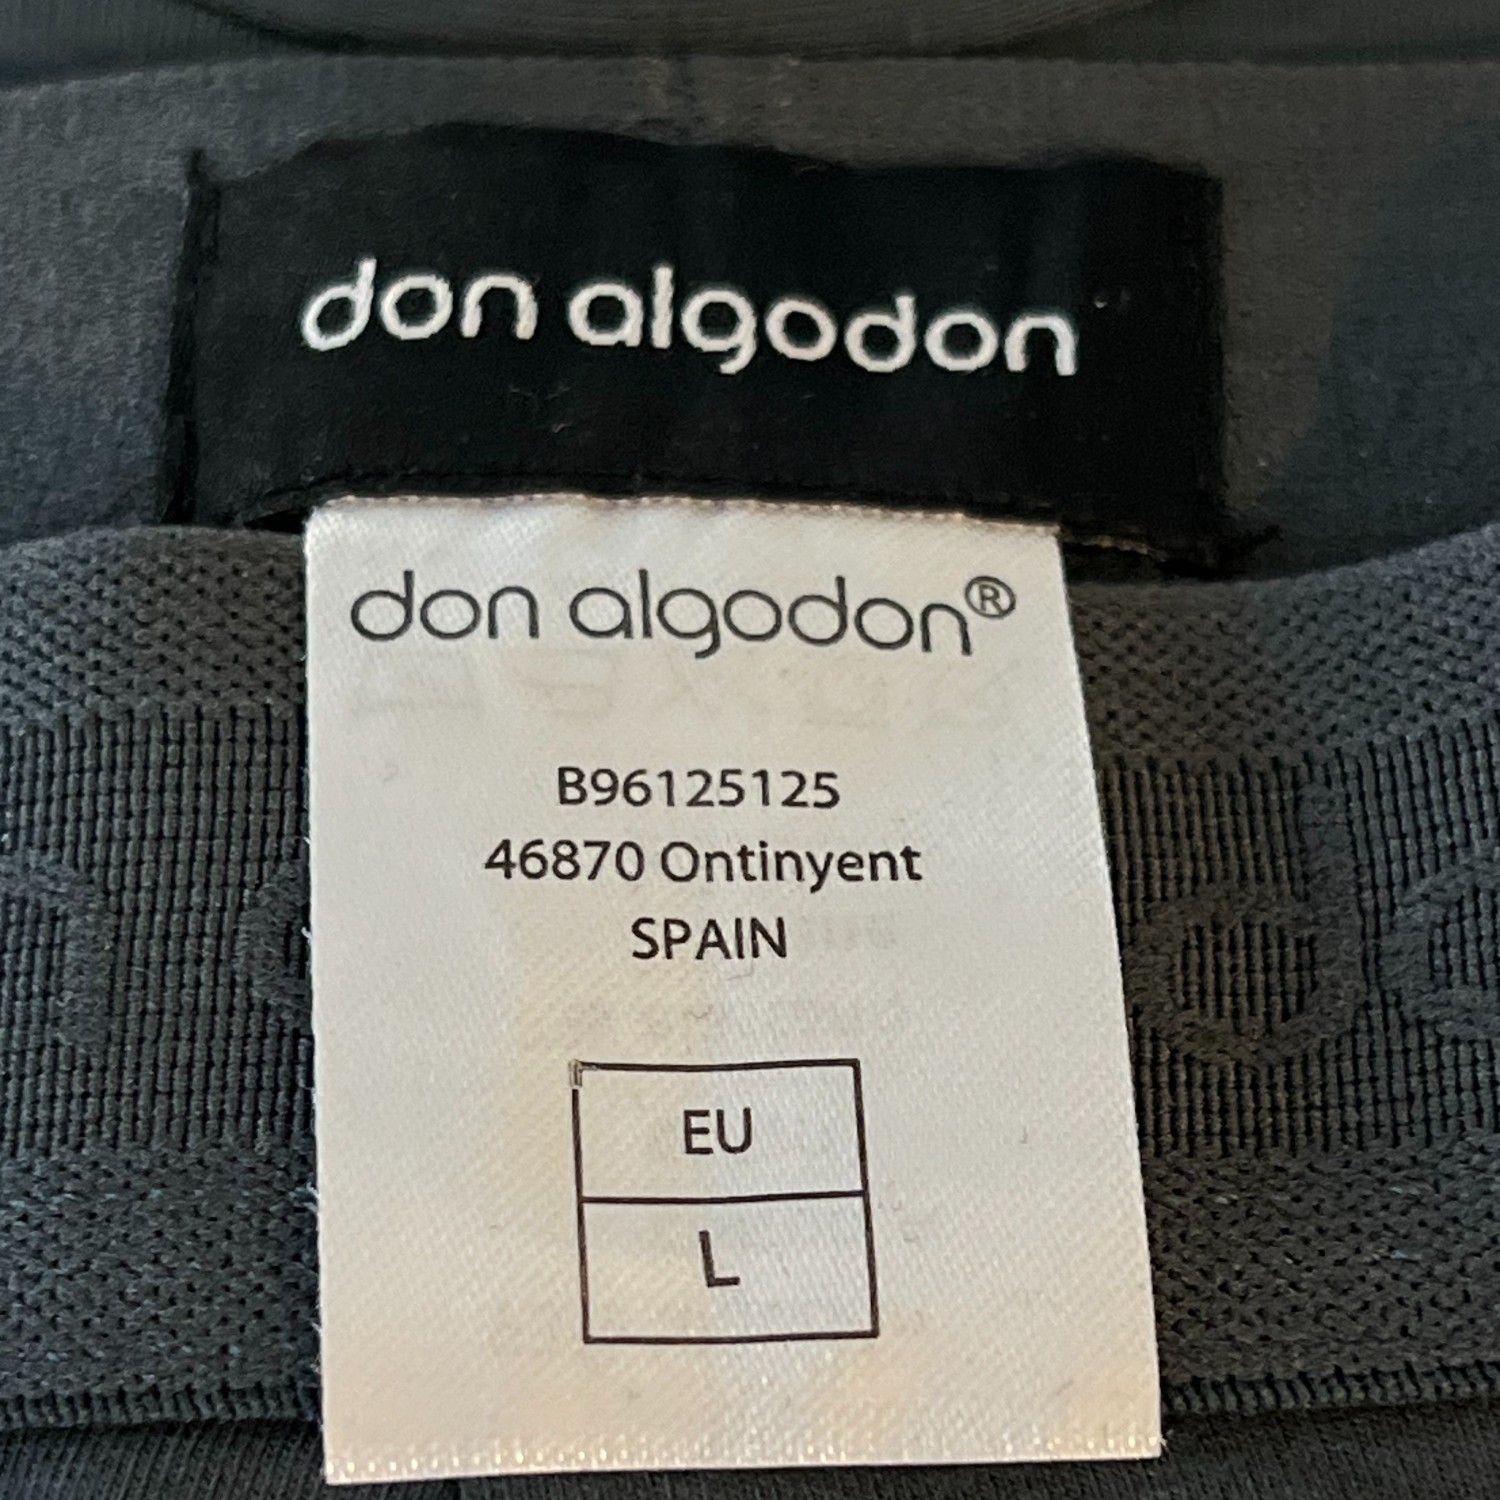 don algodon
don algodon®
B96125125
46870 Ontinyent
SPAIN
EU
L